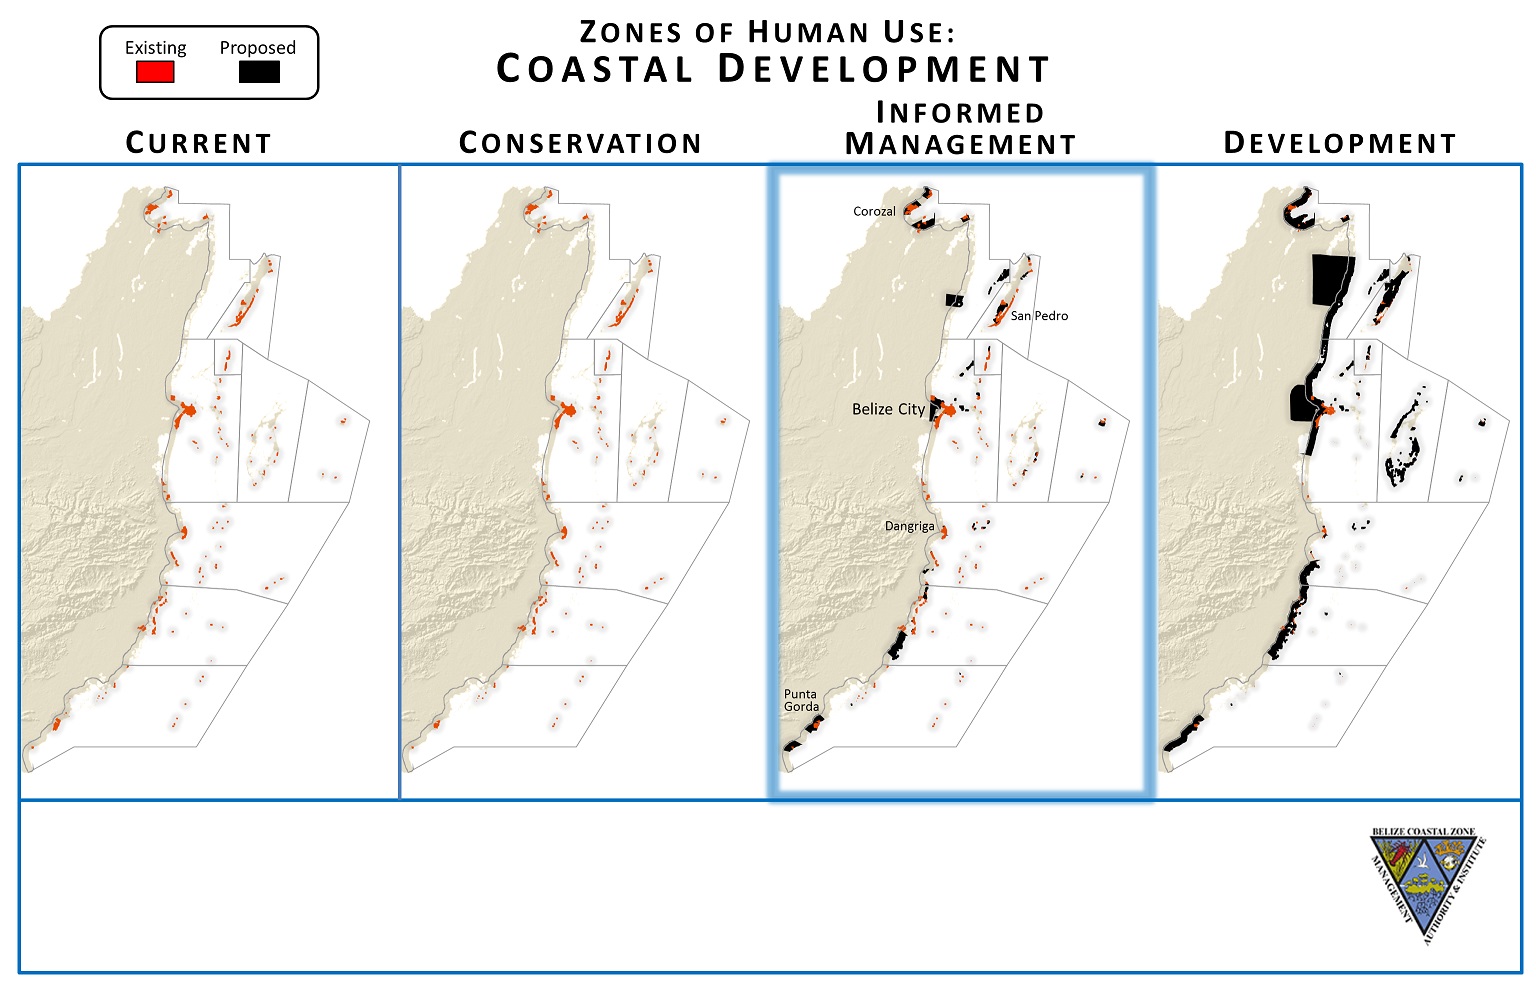 Existing Proposed
ZONES OF HUMAN USE:
COASTAL DEVELOPMENT
CURRENT
CONSERVATION
INFORMED
MANAGEMENT
DEVELOPMENT
Corozal
San Pedro
Belize City
Dangriga
Punta
Gorda
BELIZE COASTAL ZONE
MANAGEMENT
AUTHORITY & INSTITUTE